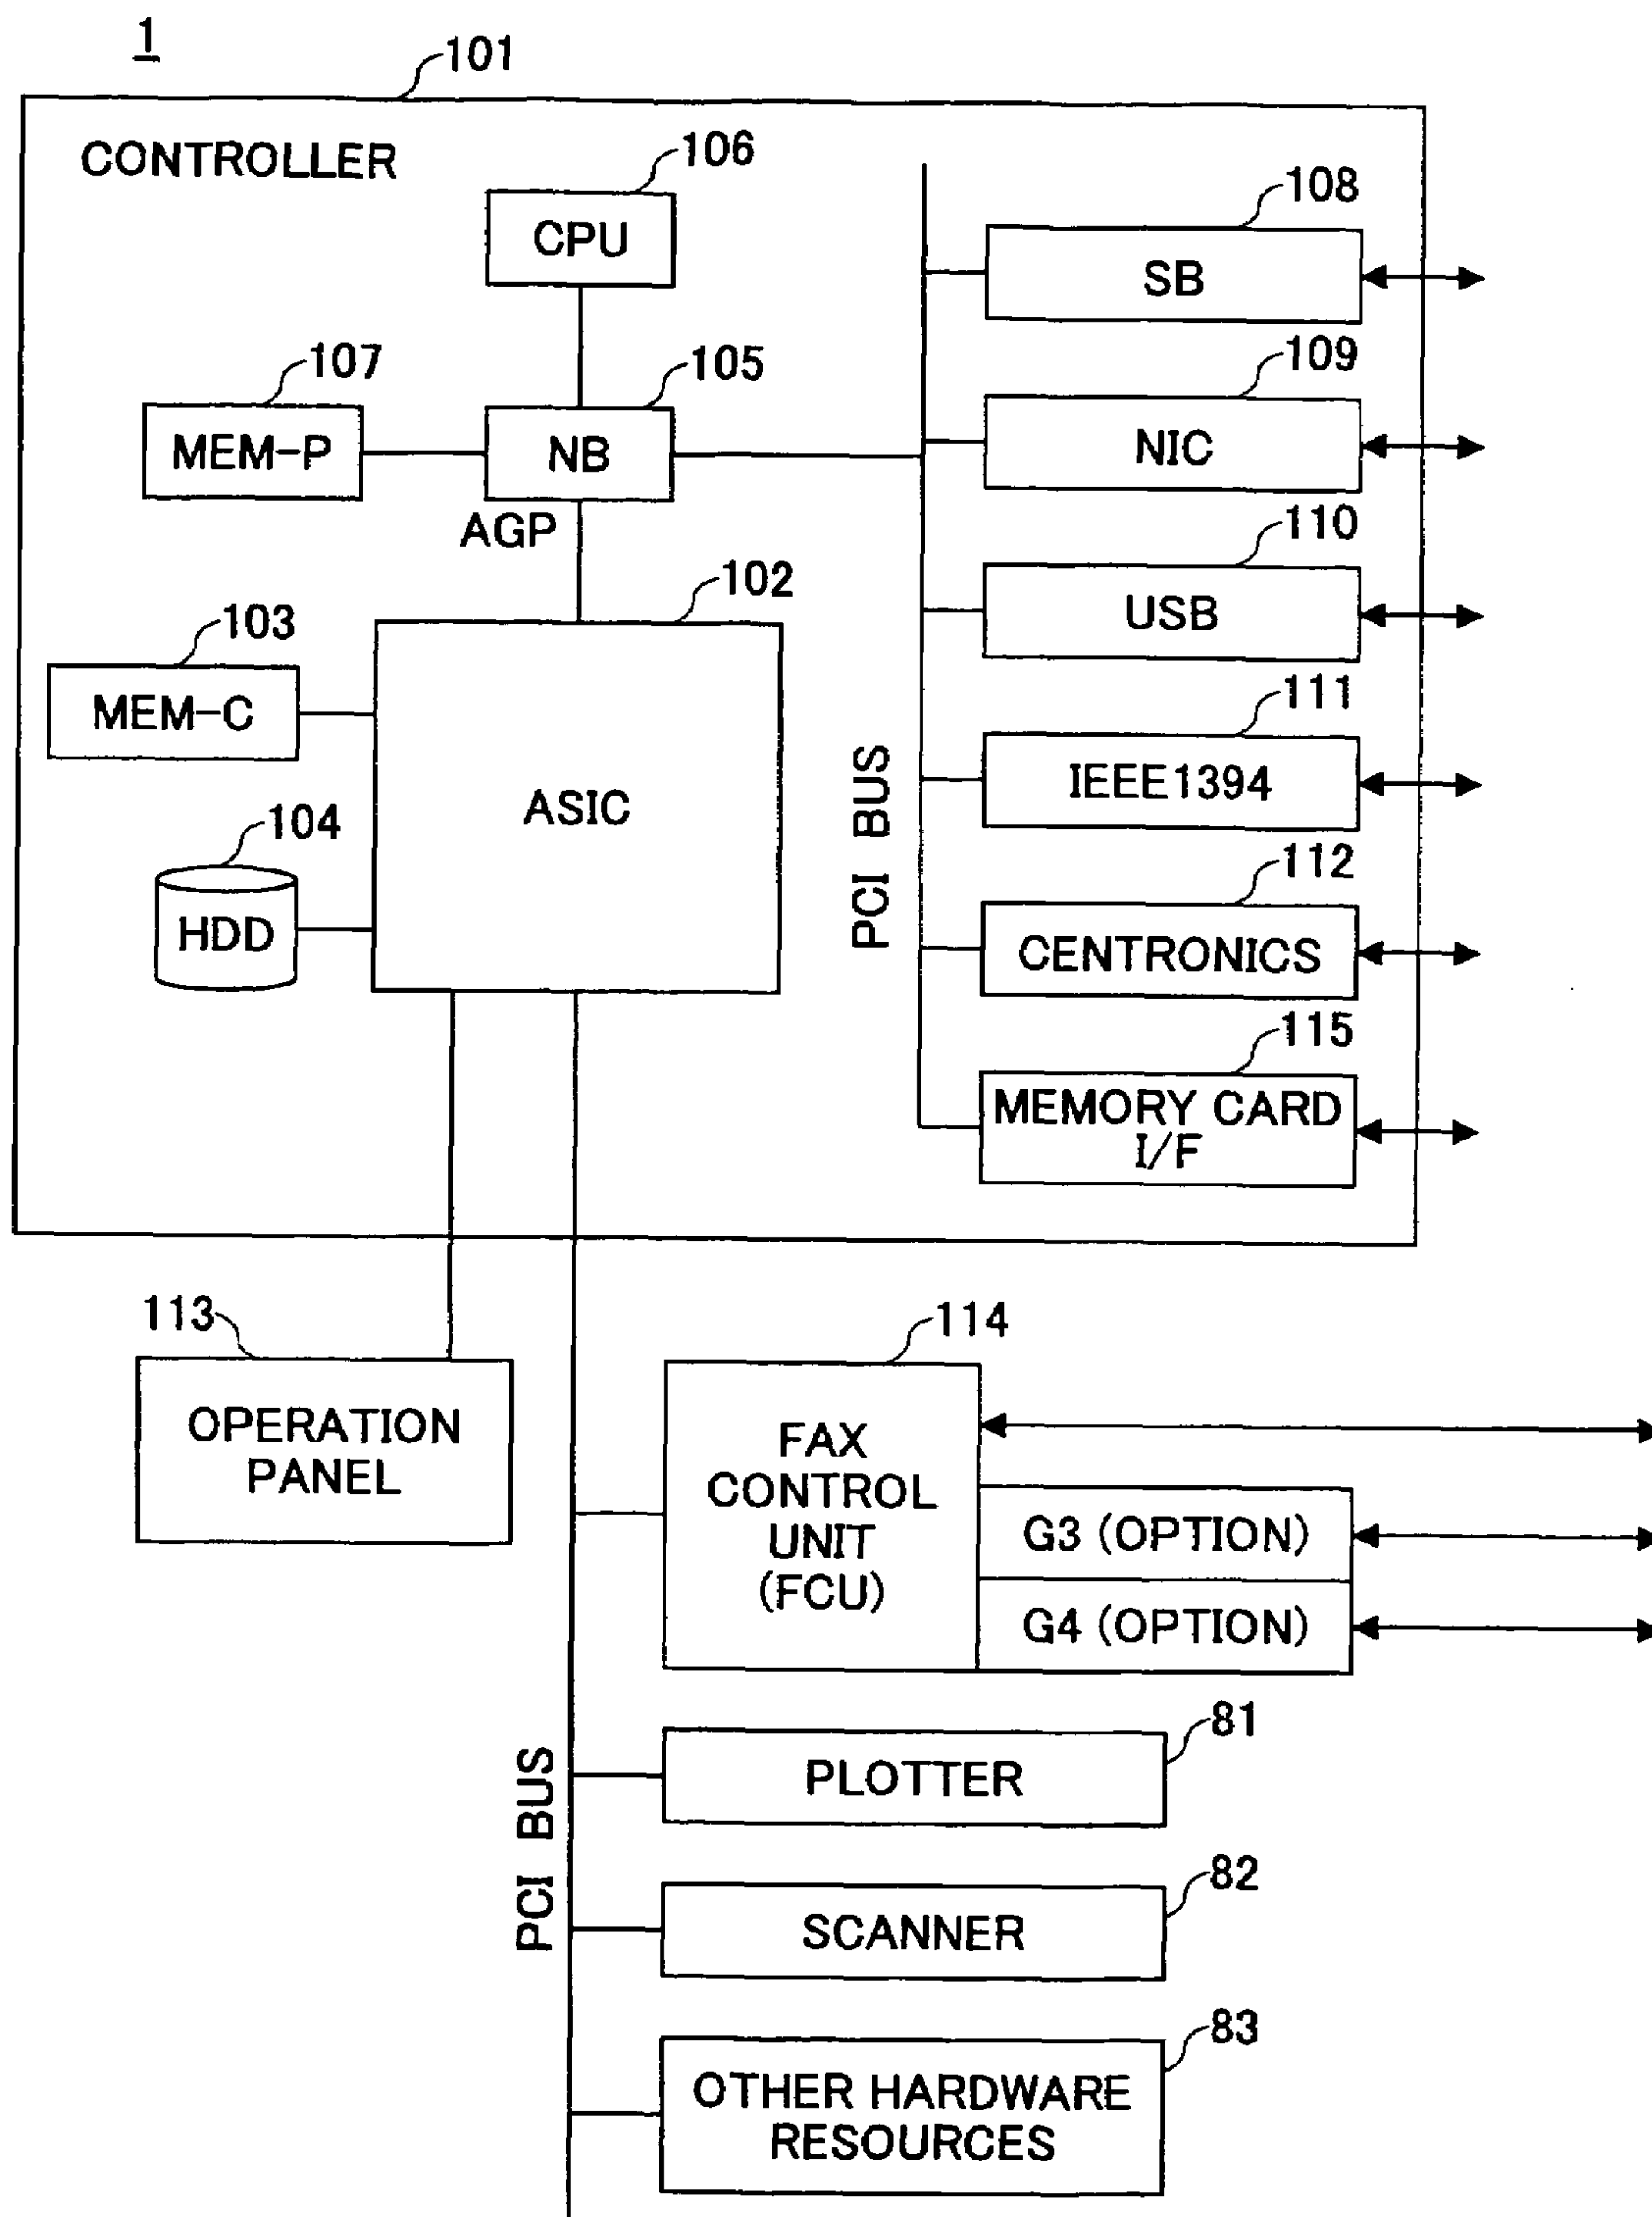 1
101
CONTROLLER
106
CPU
108
SB
107
MEM-P
105
NB
109
NIC
AGP
110
USB
102
103
MEM-C
ASIC
111
IEEE1394
104
HDD
PCI BUS
112
CENTRONICS
115
MEMORY CARD
I/F
113
OPERATION
PANEL
114
FAX
CONTROL
UNIT
(FCU)
G3 (OPTION)
G4 (OPTION)
PCI BUS
81
PLOTTER
82
SCANNER
83
OTHER HARDWARE
RESOURCES